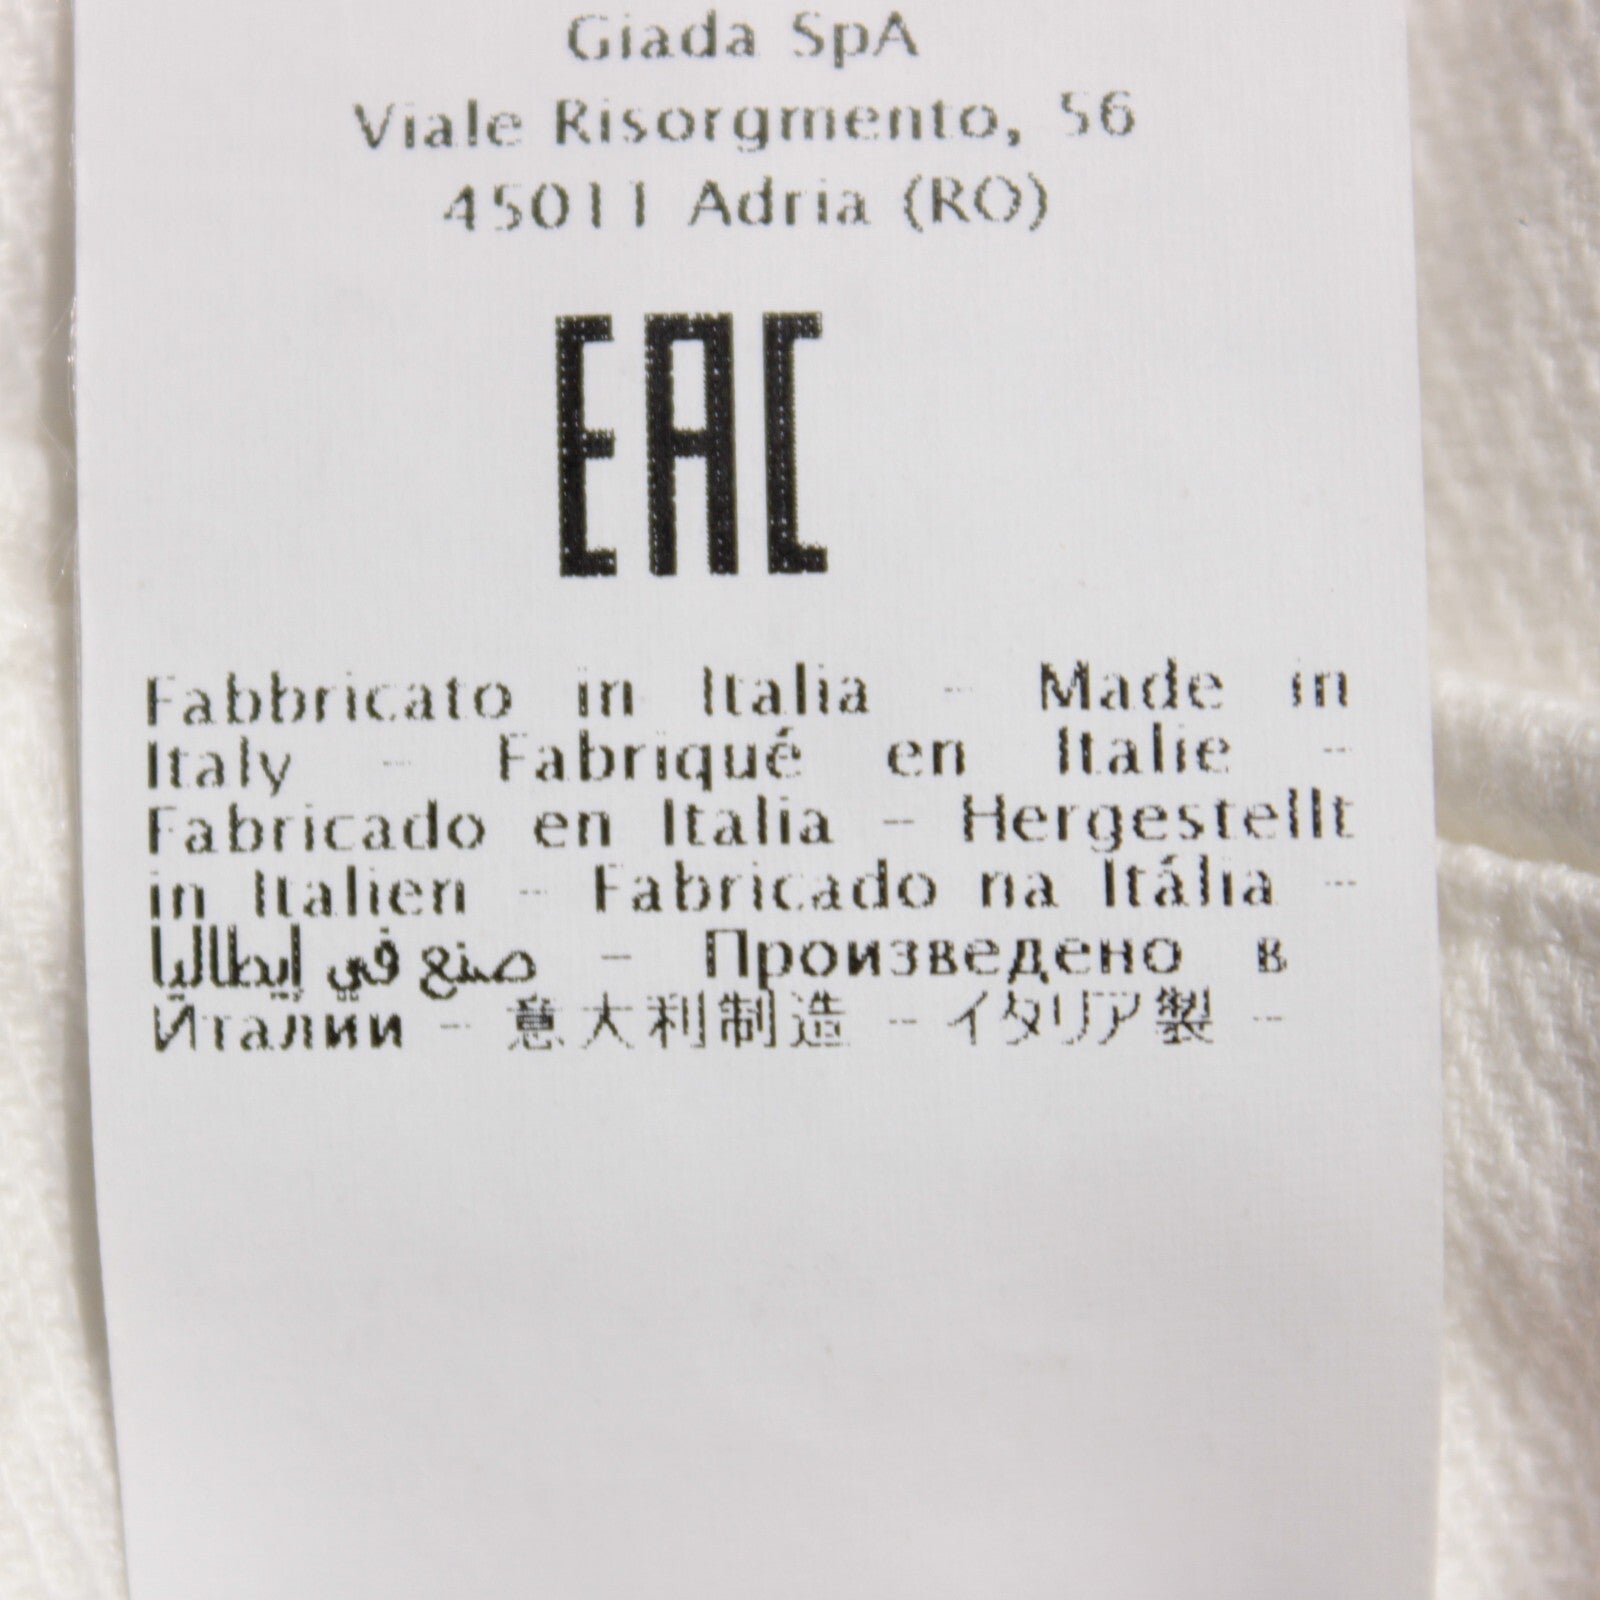 Giada SpA
Viale Risorgmento, 56
45011 Adria (RO)
EAC
Fabbricato in Italia - Made in
Italy - Fabriqué en Italie -
Fabricado en Italia - Hergestellt
in Italien - Fabricado na Itália -
صنع في إيطاليا - Произведено в
Италии - 意大利制造 - イタリア製 -